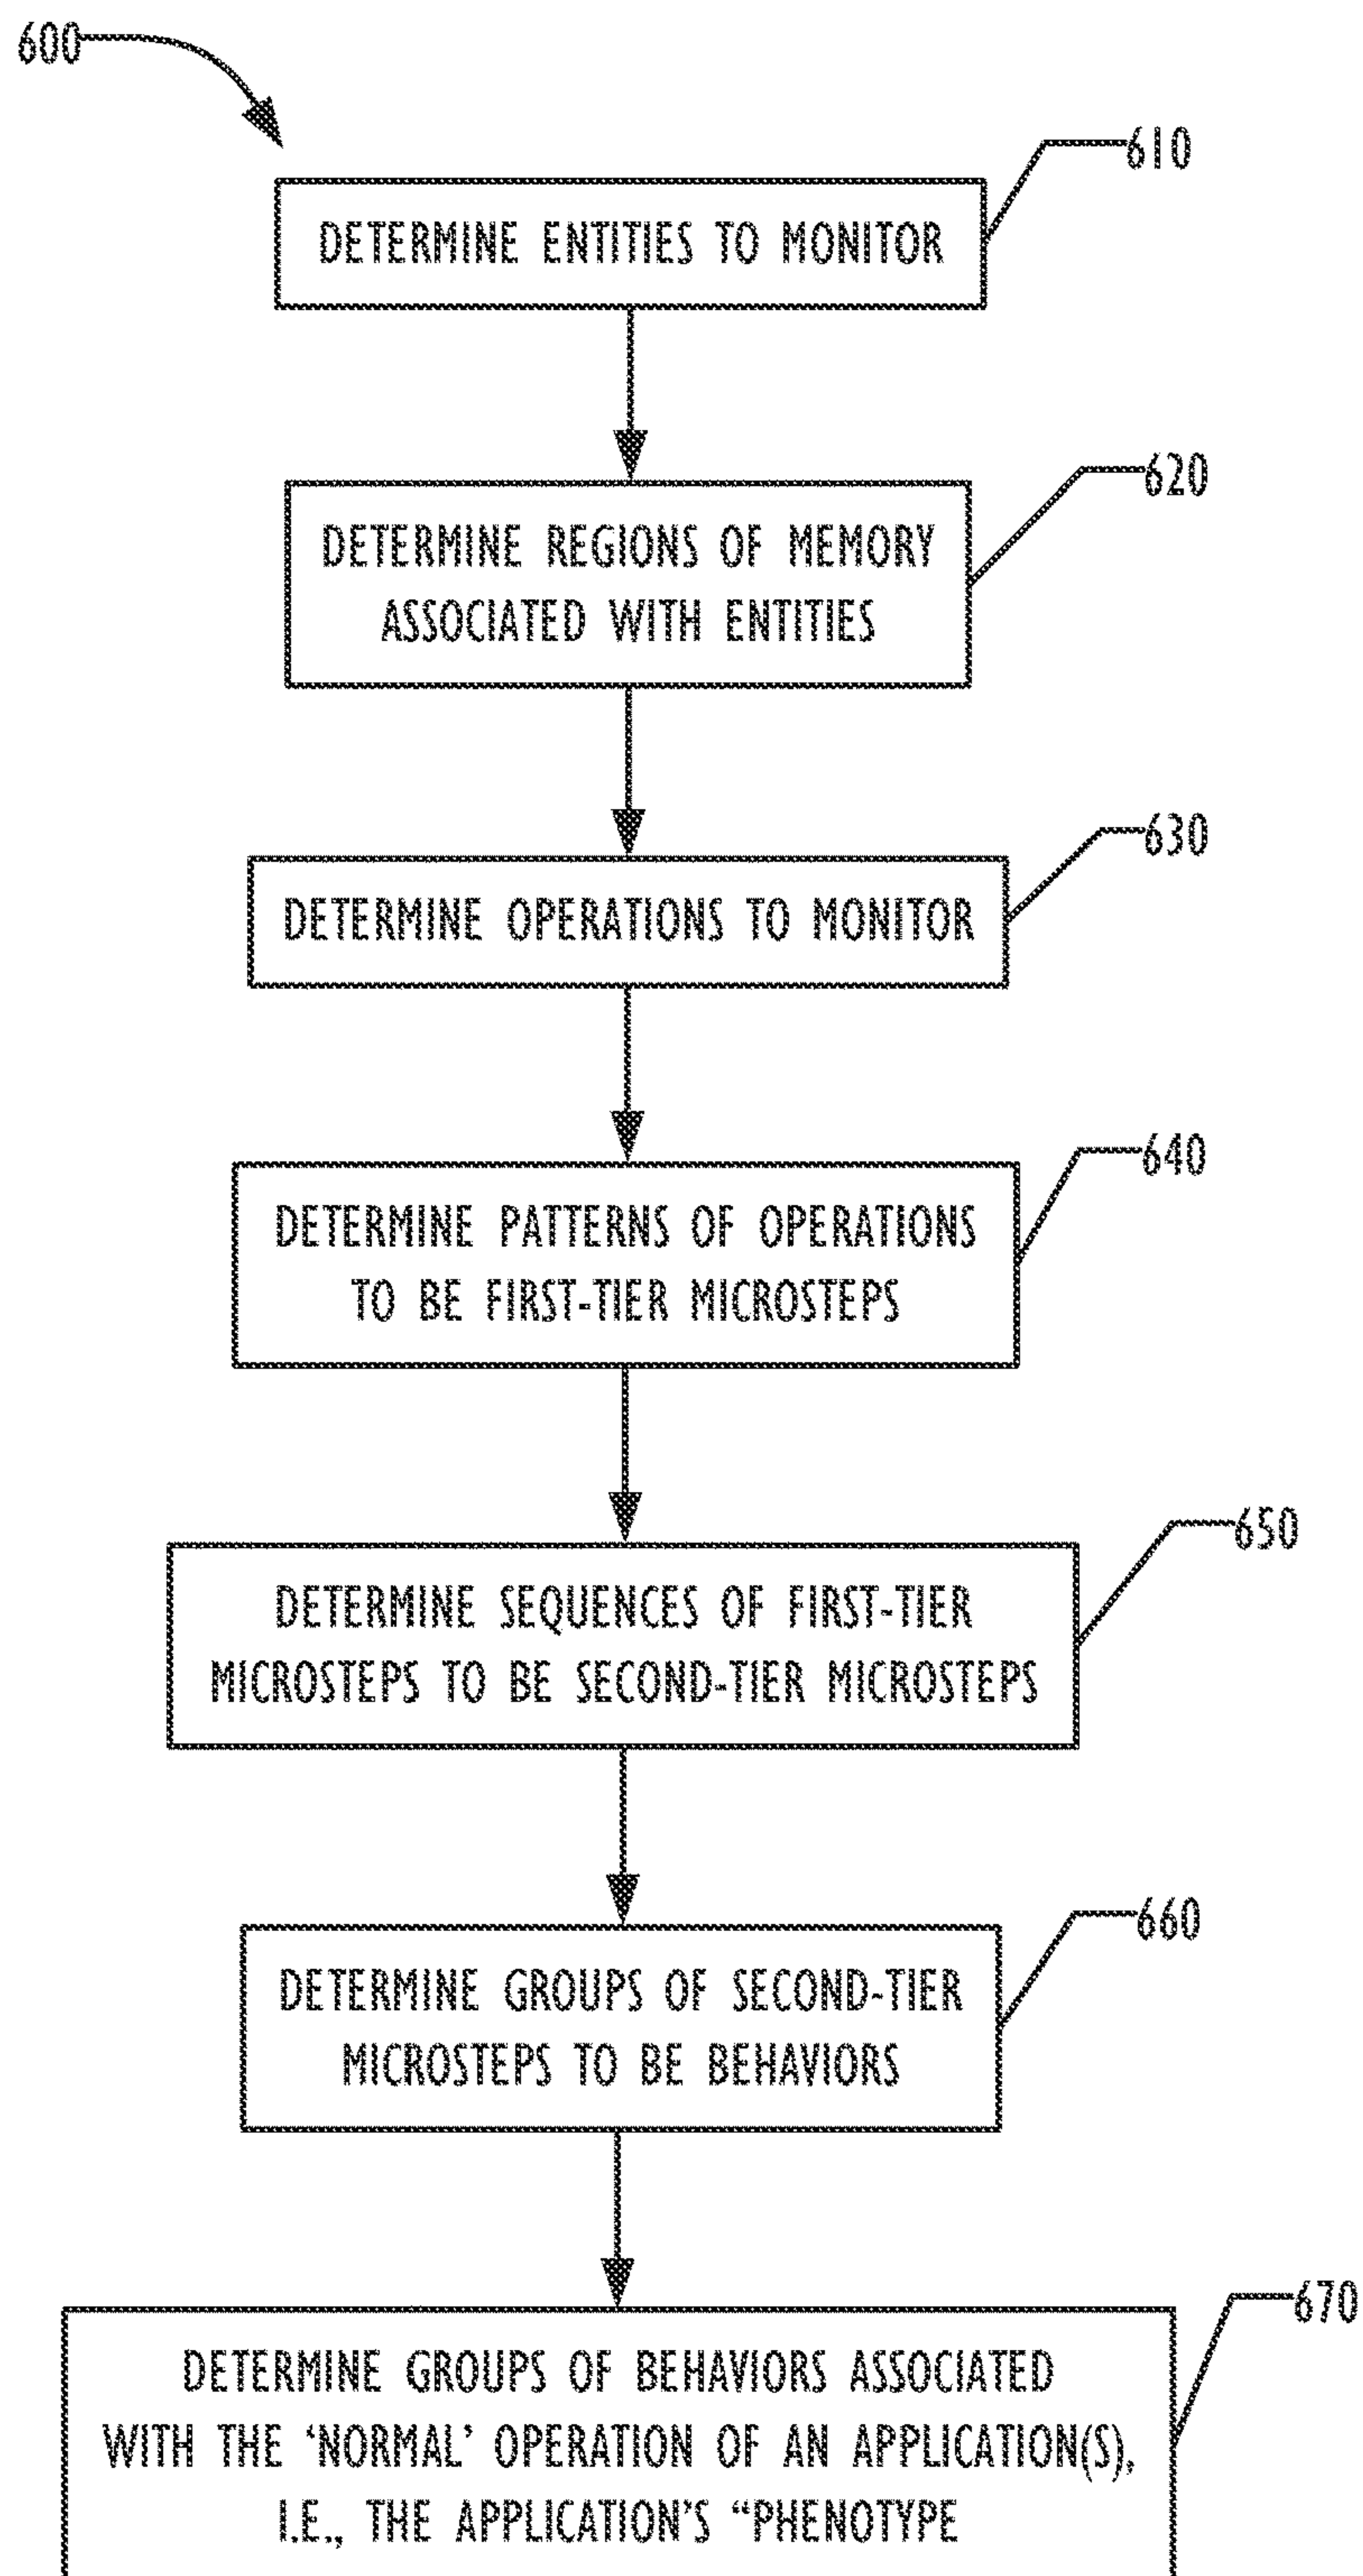 600
610
DETERMINE ENTITIES TO MONITOR
620
DETERMINE REGIONS OF MEMORY
ASSOCIATED WITH ENTITIES
630
DETERMINE OPERATIONS TO MONITOR
640
DETERMINE PATTERNS OF OPERATIONS
TO BE FIRST-TIER MICROSTEPS
650
DETERMINE SEQUENCES OF FIRST-TIER
MICROSTEPS TO BE SECOND-TIER MICROSTEPS
660
DETERMINE GROUPS OF SECOND-TIER
MICROSTEPS TO BE BEHAVIORS
670
DETERMINE GROUPS OF BEHAVIORS ASSOCIATED
WITH THE ‘NORMAL’ OPERATION OF AN APPLICATION(S),
I.E., THE APPLICATION’S “PHENOTYPE